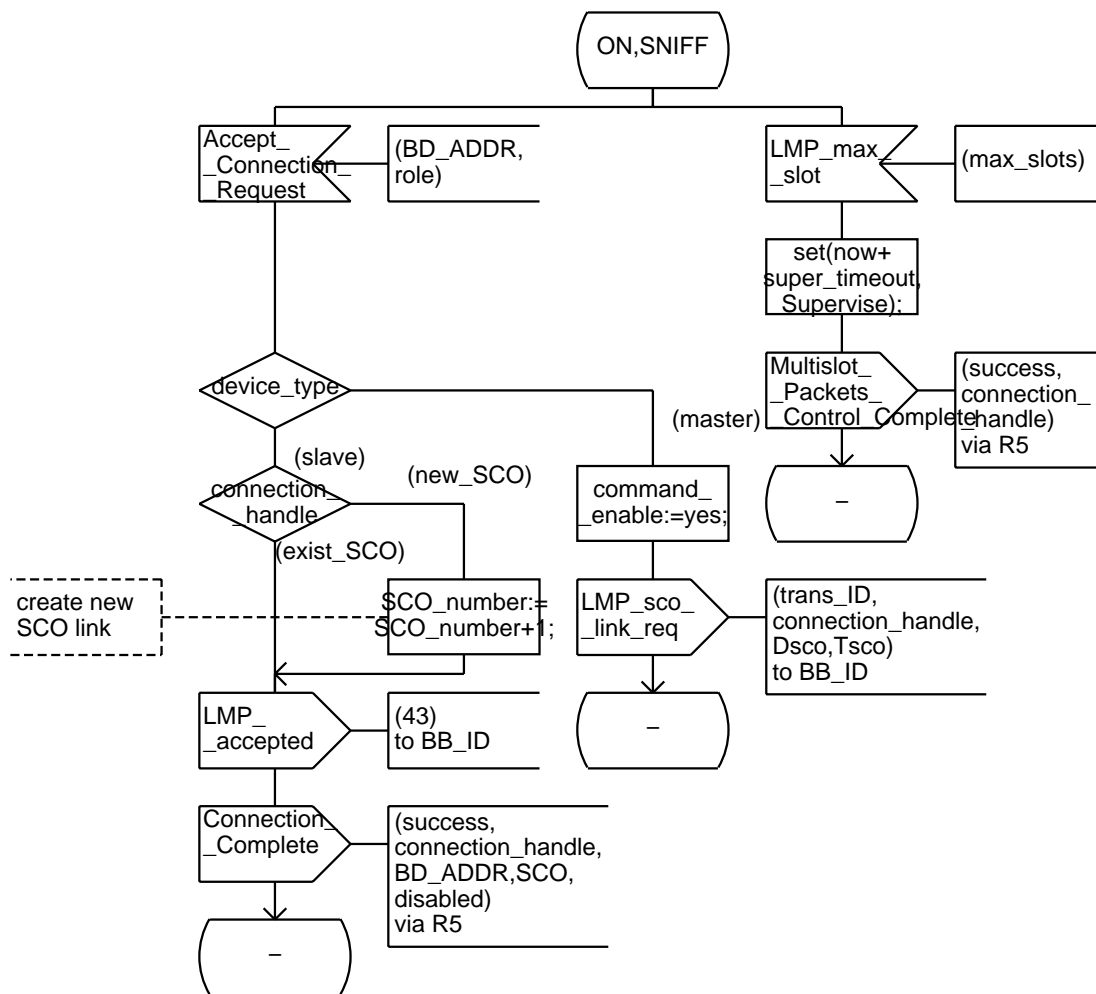 ON,SNIFF
Accept_
_Connection_
_Request
(BD_ADDR,
role)
LMP_max_
_slot
(max_slots)
set(now+
super_timeout,
Supervise);
device_type
Multislot_
_Packets_
_Control_Complete
(success,
connection_
_handle)
via R5
(master)
(slave)
(new_SCO)
connection_
_handle
command_
_enable:=yes;
–
(exist_SCO)
create new
SCO link
SCO_number:=
SCO_number+1;
LMP_sco_
_link_req
(trans_ID,
connection_handle,
Dsco,Tsco)
to BB_ID
LMP_
_accepted
(43)
to BB_ID
–
Connection_
_Complete
(success,
connection_handle,
BD_ADDR,SCO,
disabled)
via R5
–